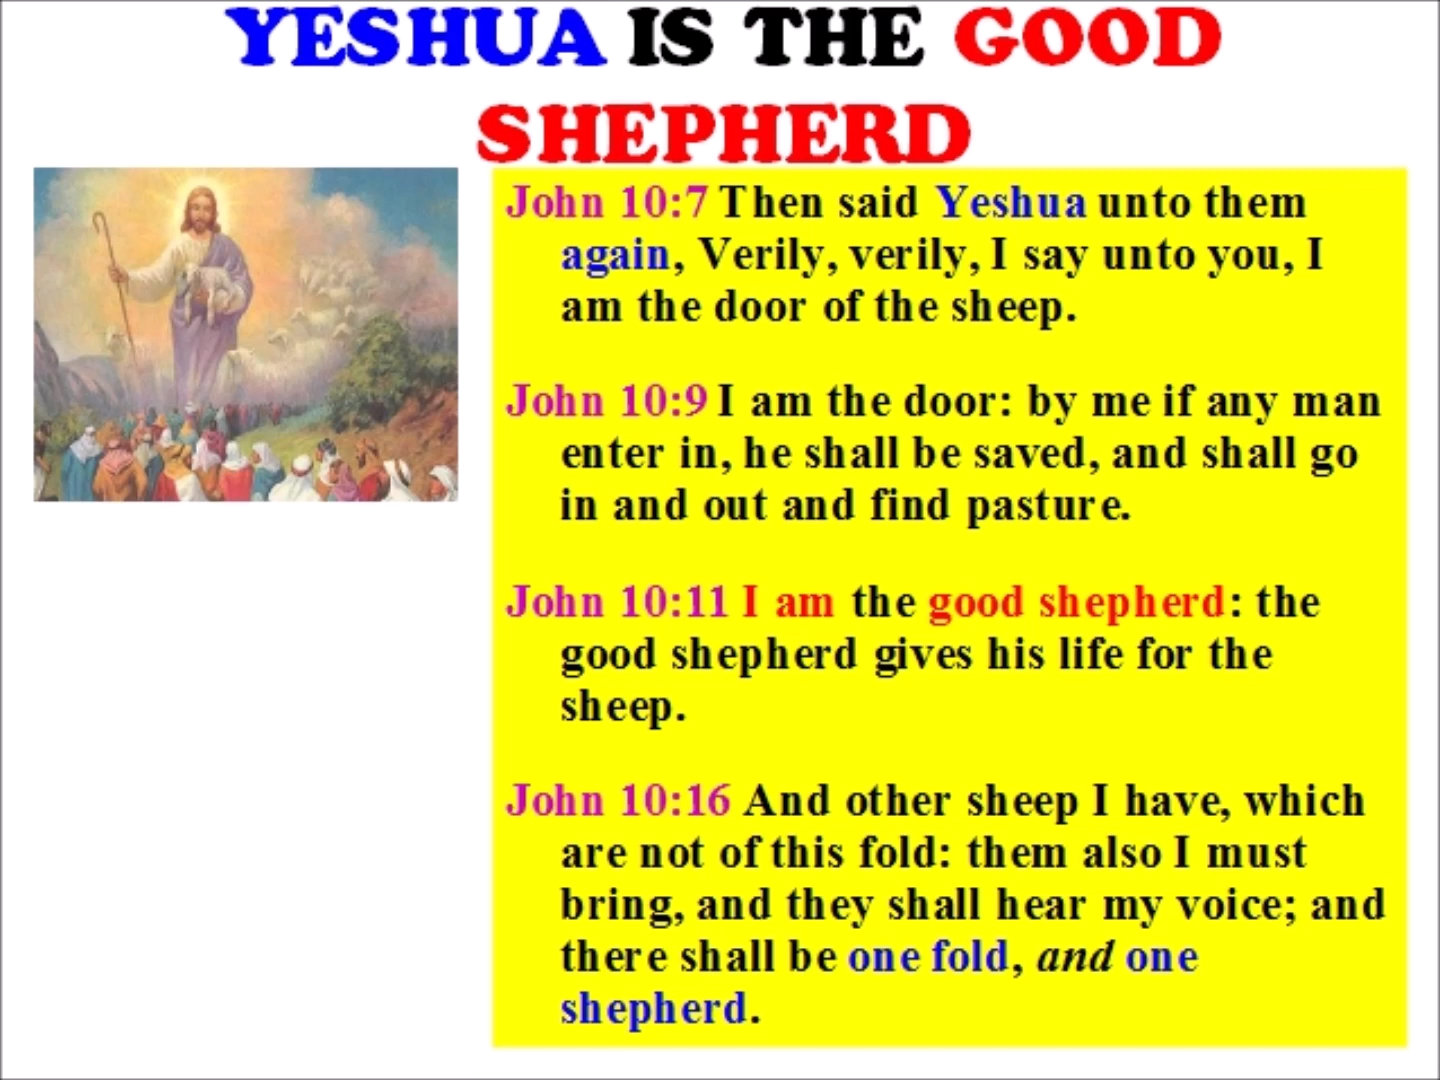 YESHUA IS THE GOOD
SHEPHERD
John 10:7 Then said Yeshua unto them
again, Verily, verily, I say unto you, I
am the door of the sheep.
John 10:9 I am the door: by me if any man
enter in, he shall be saved, and shall go
in and out and find pasture.
John 10:11 I am the good shepherd: the
good shepherd gives his life for the
sheep.
John 10:16 And other sheep I have, which
are not of this fold: them also I must
bring, and they shall hear my voice; and
there shall be one fold, and one
shepherd.